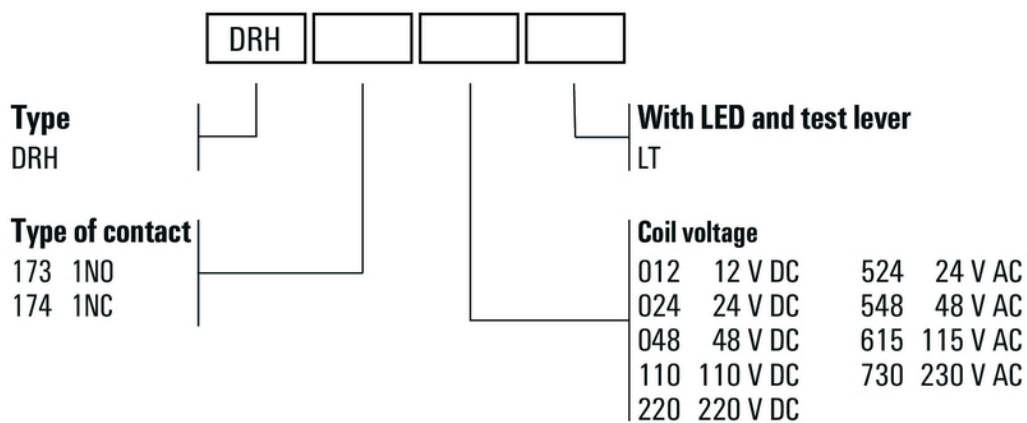 DRH
Type
DRH
With LED and test lever
LT
Type of contact
173 1NO
174 1NC
Coil voltage
012 12 V DC 524 24 V AC
024 24 V DC 548 48 V AC
048 48 V DC 615 115 V AC
110 110 V DC 730 230 V AC
220 220 V DC